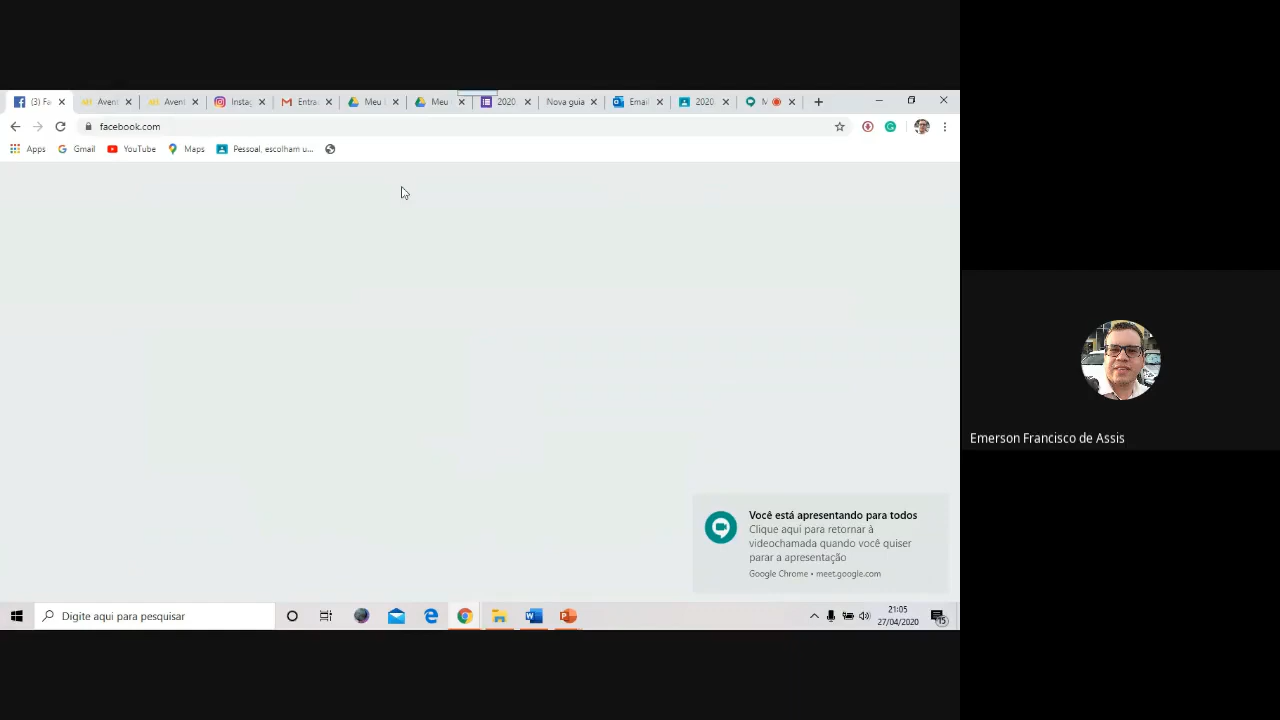 (3) Fa
Aveni
Aveni
Instag
Entra
Meu
Meu
2020
Nova guia
Email
2020
M
facebook.com
Apps
Gmail
YouTube
Maps
Pessoal, escolham u...
Você está apresentando para todos
Clique aqui para retornar à
videochamada quando você quiser
parar a apresentação
Google Chrome • meet.google.com
Emerson Francisco de Assis
Digite aqui para pesquisar
21:05
27/04/2020
15